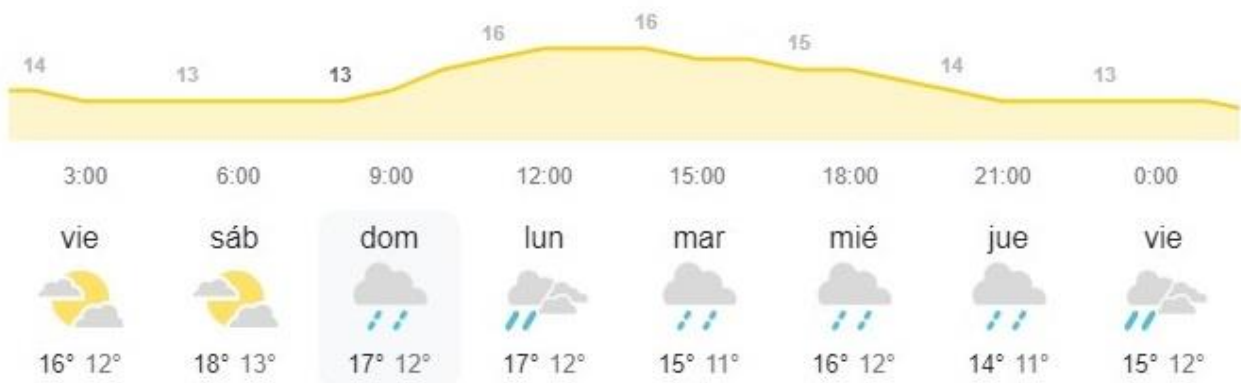 14 13 13 16 16 15 14 13
3:00 6:00 9:00 12:00 15:00 18:00 21:00 0:00
vie sáb dom lun mar mié jue vie
16° 12° 18° 13° 17° 12° 17° 12° 15° 11° 16° 12° 14° 11° 15° 12°